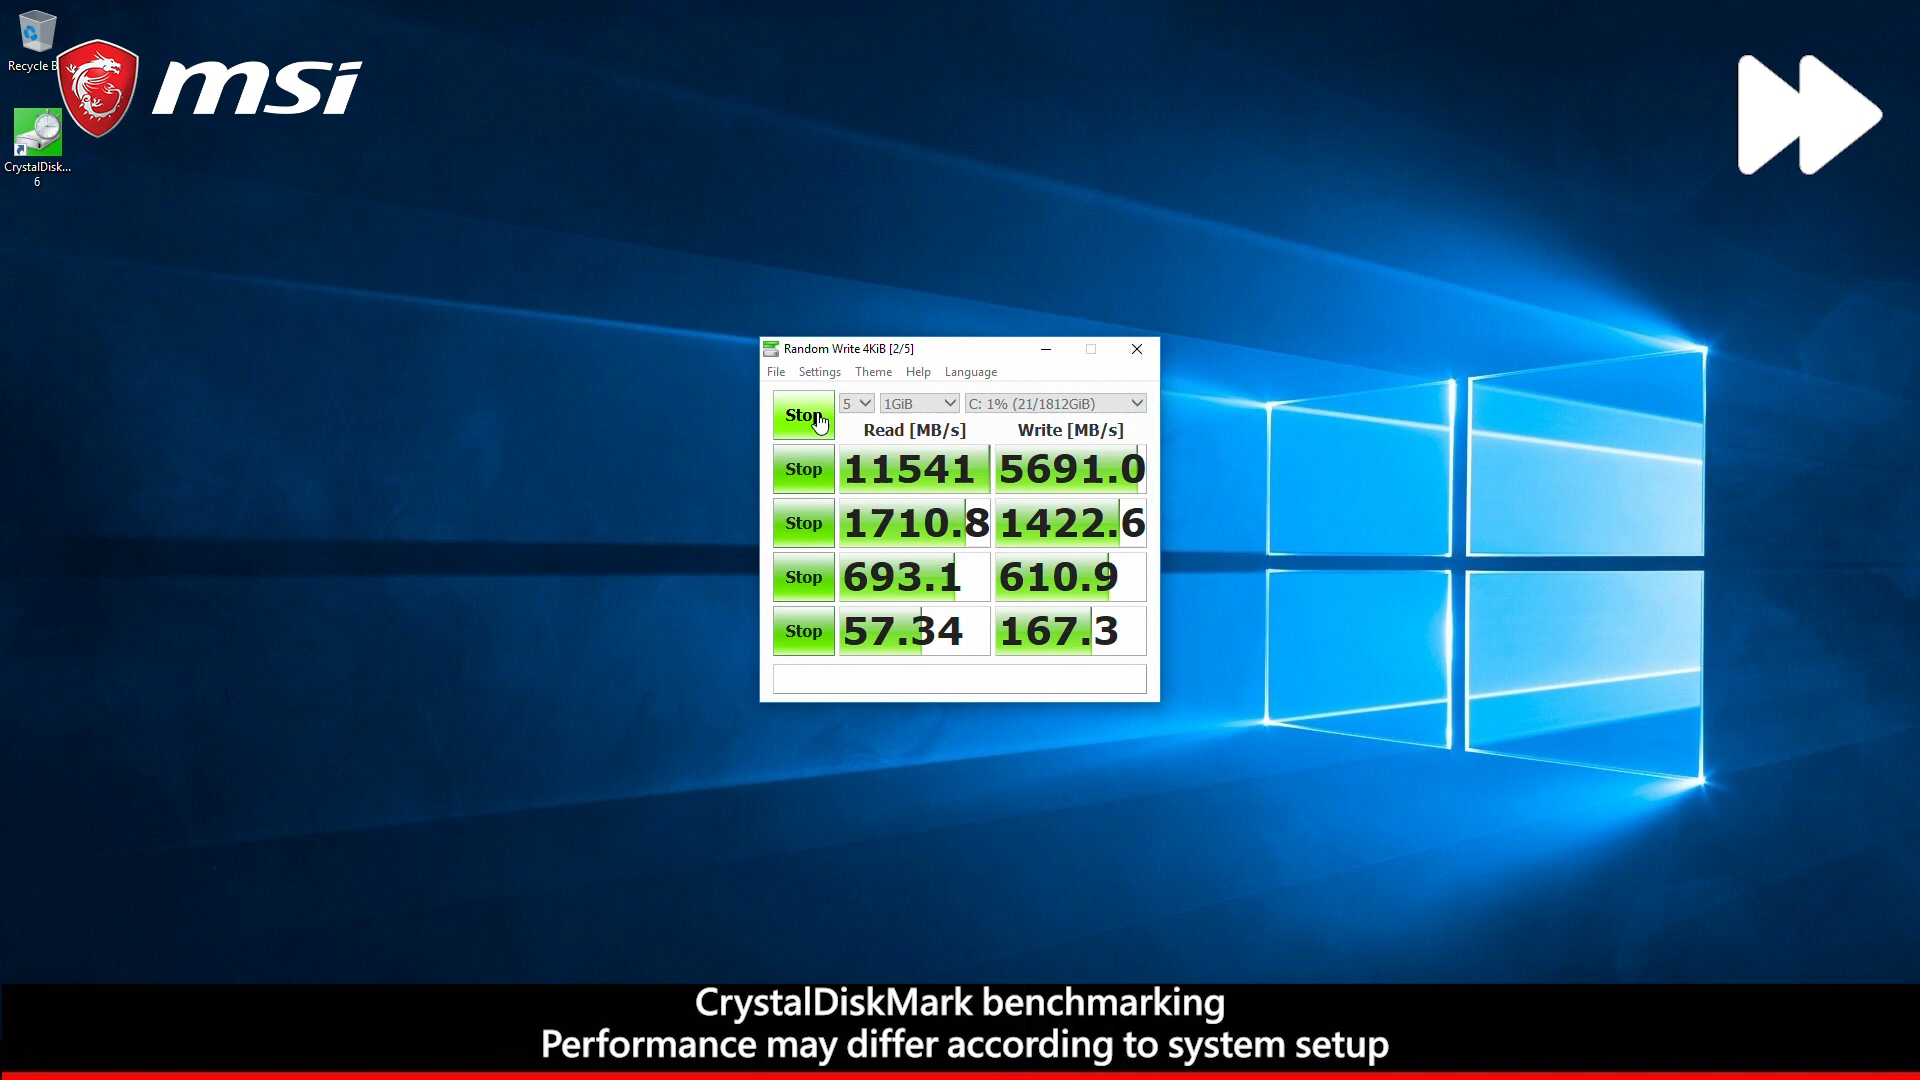 Recycle B
msi
CrystalDisk...
6
Random Write 4KiB [2/5]
File Settings Theme Help Language
Stop 5 1GiB C: 1% (21/1812GiB)
Read [MB/s] Write [MB/s]
Stop 11541 5691.0
Stop 1710.8 1422.6
Stop 693.1 610.9
Stop 57.34 167.3
CrystalDiskMark benchmarking
Performance may differ according to system setup